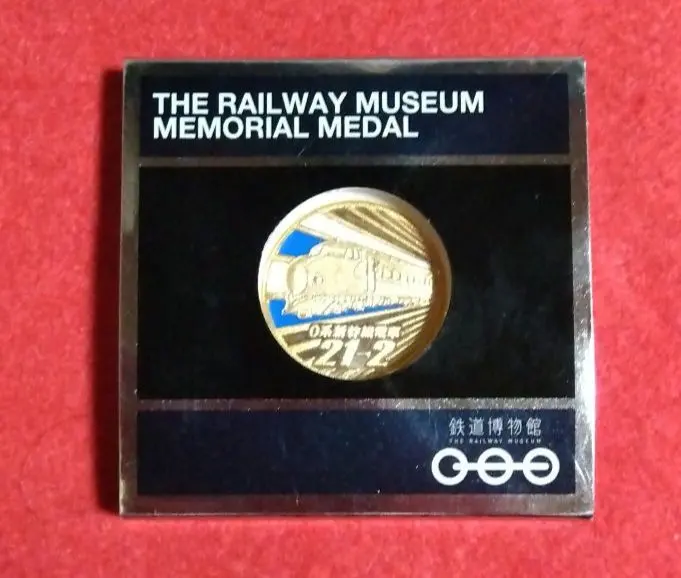 THE RAILWAY MUSEUM
MEMORIAL MEDAL
0系新幹線電車
21-2
鉄道博物館
THE RAILWAY MUSEUM